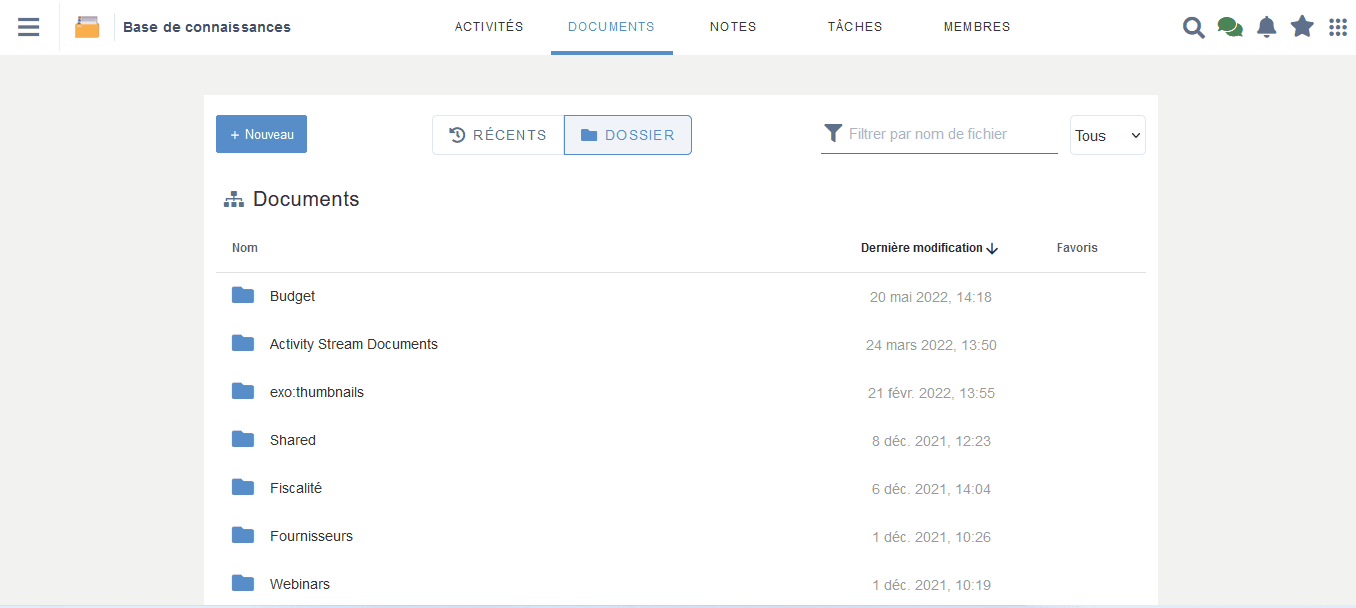 Base de connaissances
ACTIVITÉS DOCUMENTS NOTES TÂCHES MEMBRES
+ Nouveau RÉCENTS DOSSIER Filtrer par nom de fichier Tous
Documents
Nom Dernière modification Favoris
Budget 20 mai 2022, 14:18
Activity Stream Documents 24 mars 2022, 13:50
exo:thumbnails 21 févr. 2022, 13:55
Shared 8 déc. 2021, 12:23
Fiscalité 6 déc. 2021, 14:04
Fournisseurs 1 déc. 2021, 10:26
Webinars 1 déc. 2021, 10:19